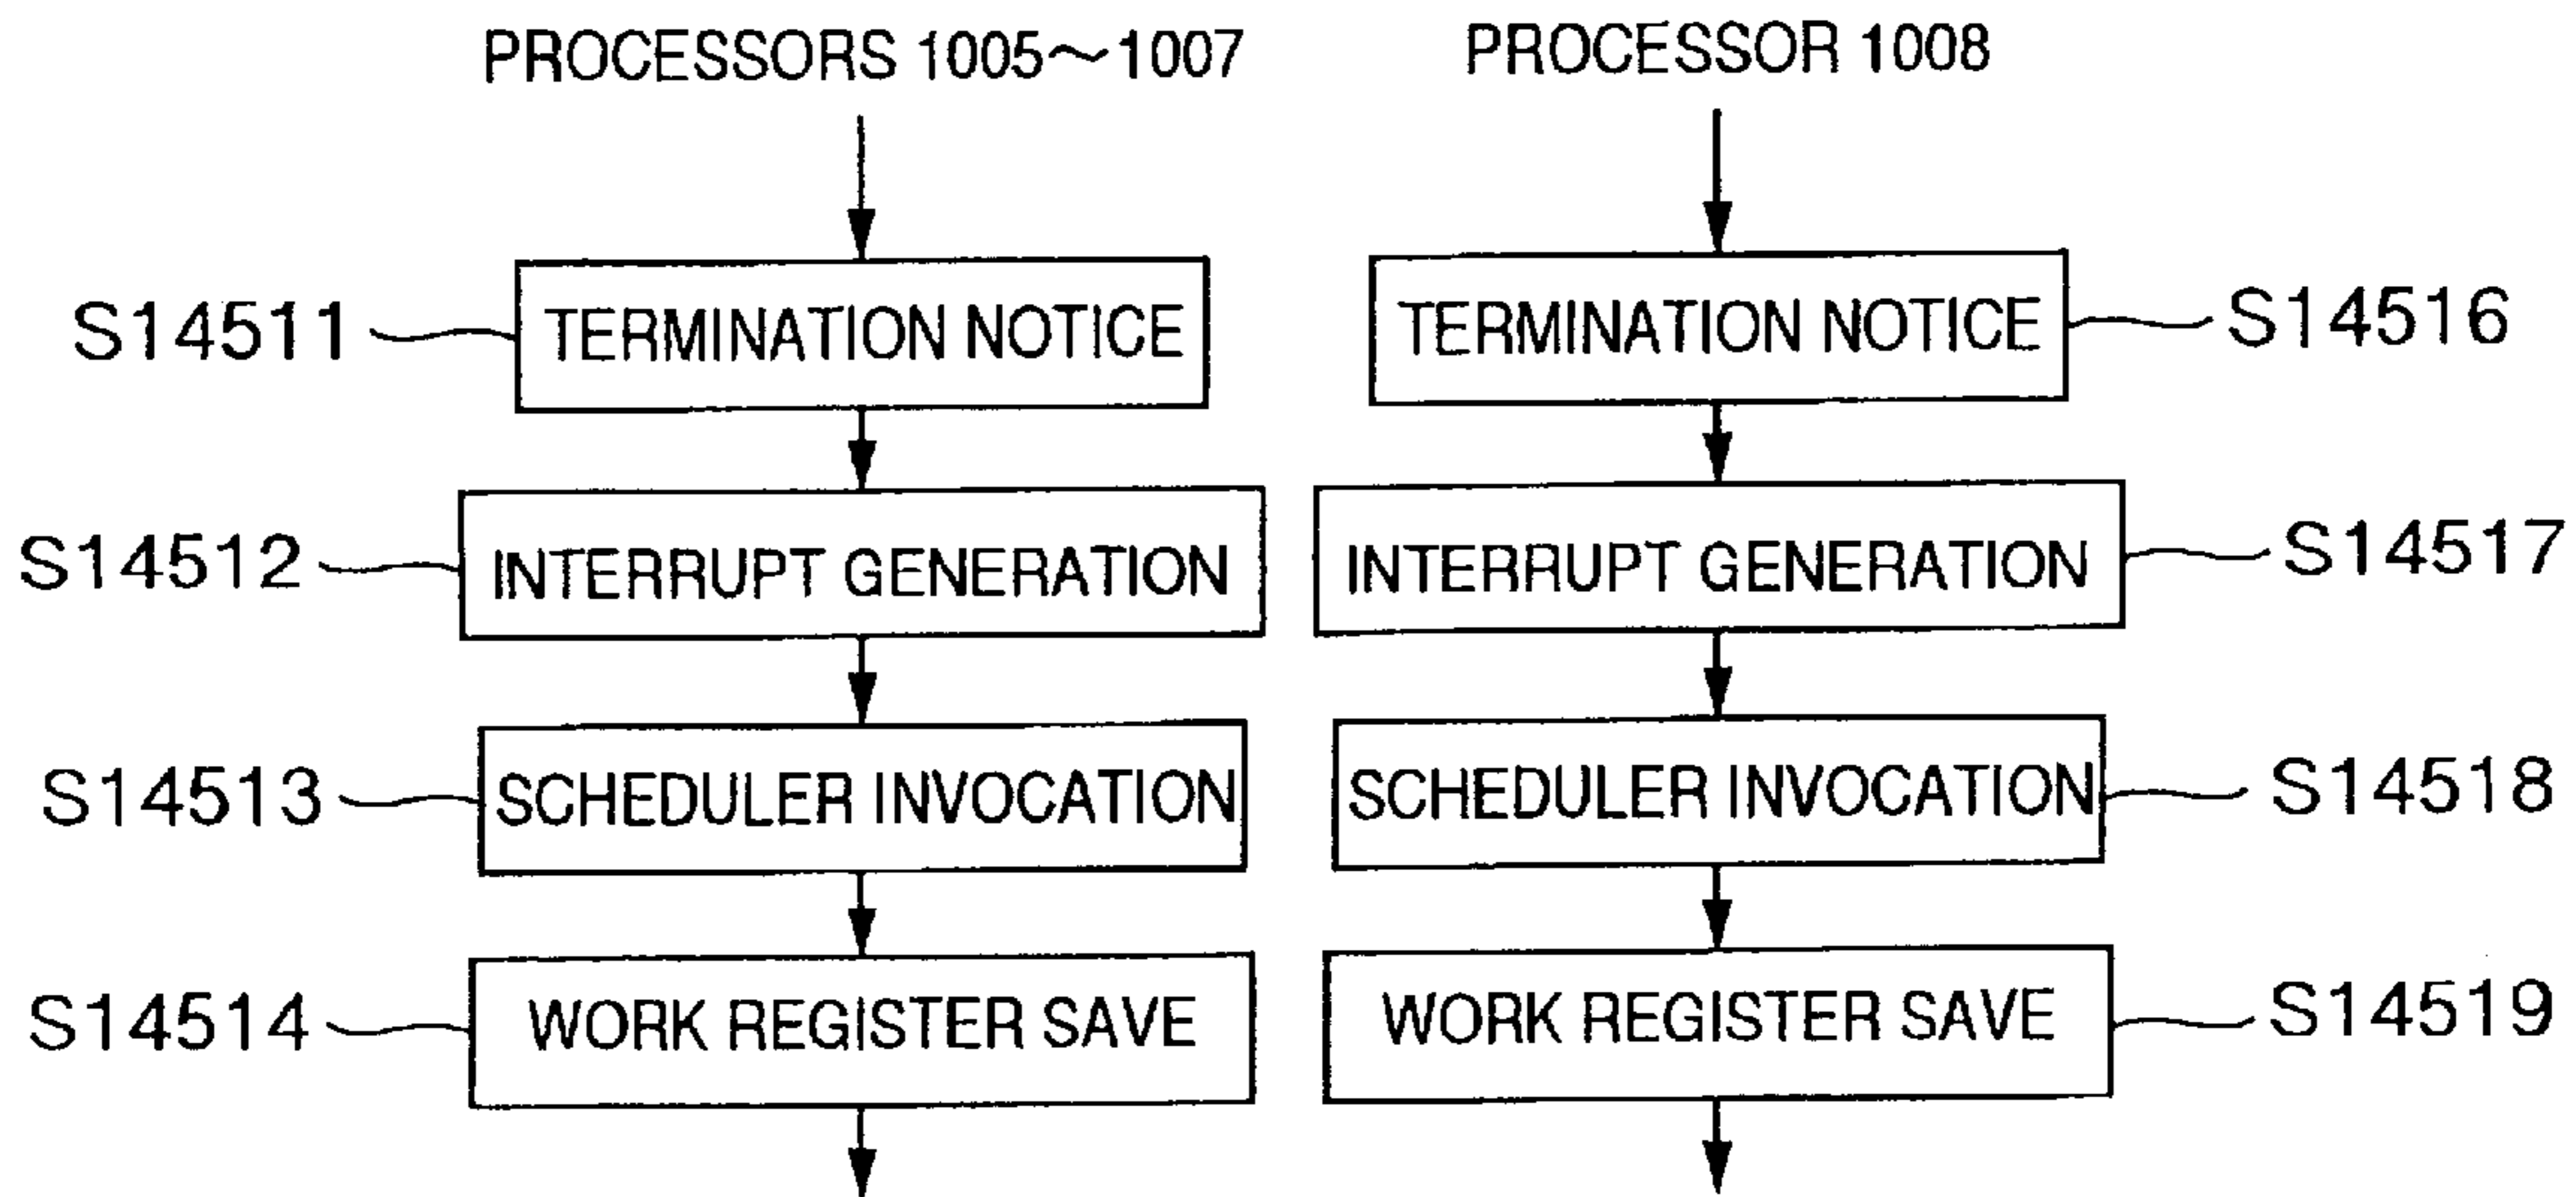 PROCESSORS 1005～1007
PROCESSOR 1008
S14511
TERMINATION NOTICE
TERMINATION NOTICE
S14516
S14512
INTERRUPT GENERATION
INTERRUPT GENERATION
S14517
S14513
SCHEDULER INVOCATION
SCHEDULER INVOCATION
S14518
S14514
WORK REGISTER SAVE
WORK REGISTER SAVE
S14519